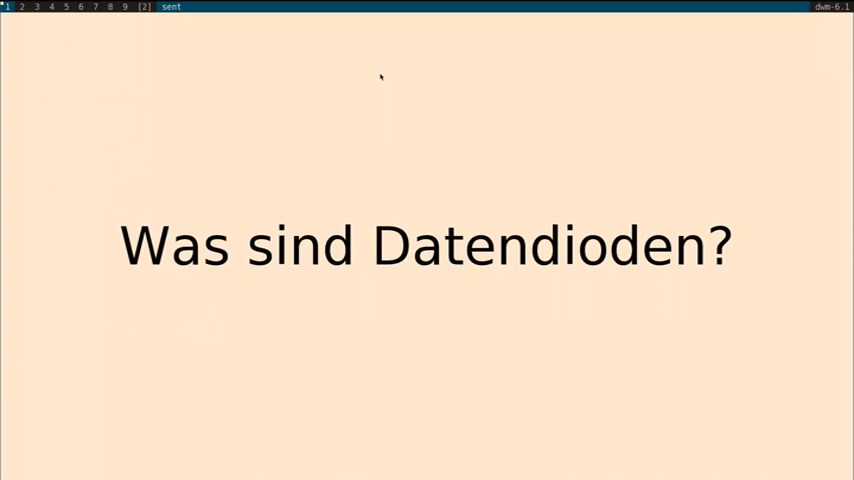 1 2 3 4 5 6 7 8 9 [2] sent dwm-6.1
Was sind Datendioden?